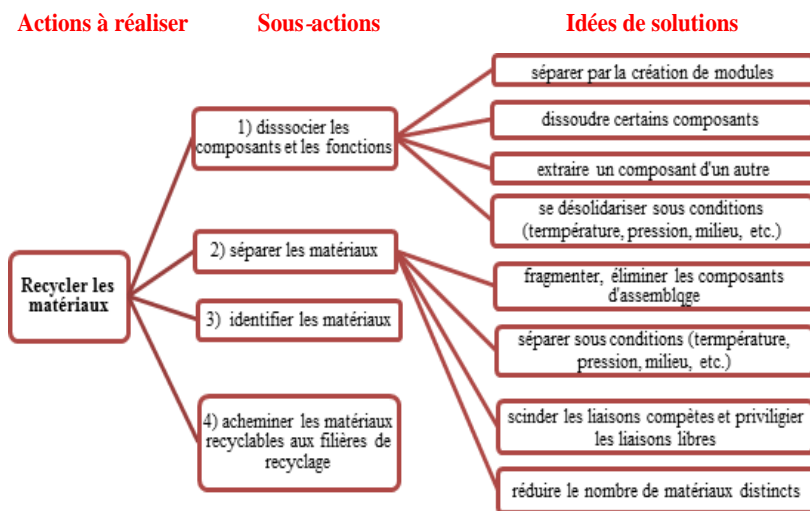 Actions à réaliser
Sous-actions
Idées de solutions
Recycler les
matériaux
1) disssocier les
composants et les fonctions
2) séparer les matériaux
3) identifier les matériaux
4) acheminer les matériaux
recyclables aux filières de
recyclage
séparer par la création de modules
dissoudre certains composants
extraire un composant d'un autre
se désolidariser sous conditions
(termpérature, pression, milieu, etc.)
fragmenter, éliminer les composants
d'assemblqge
séparer sous conditions (termpérature,
pression, milieu, etc.)
scinder les liaisons compètes et priviligier
les liaisons libres
réduire le nombre de matériaux distincts